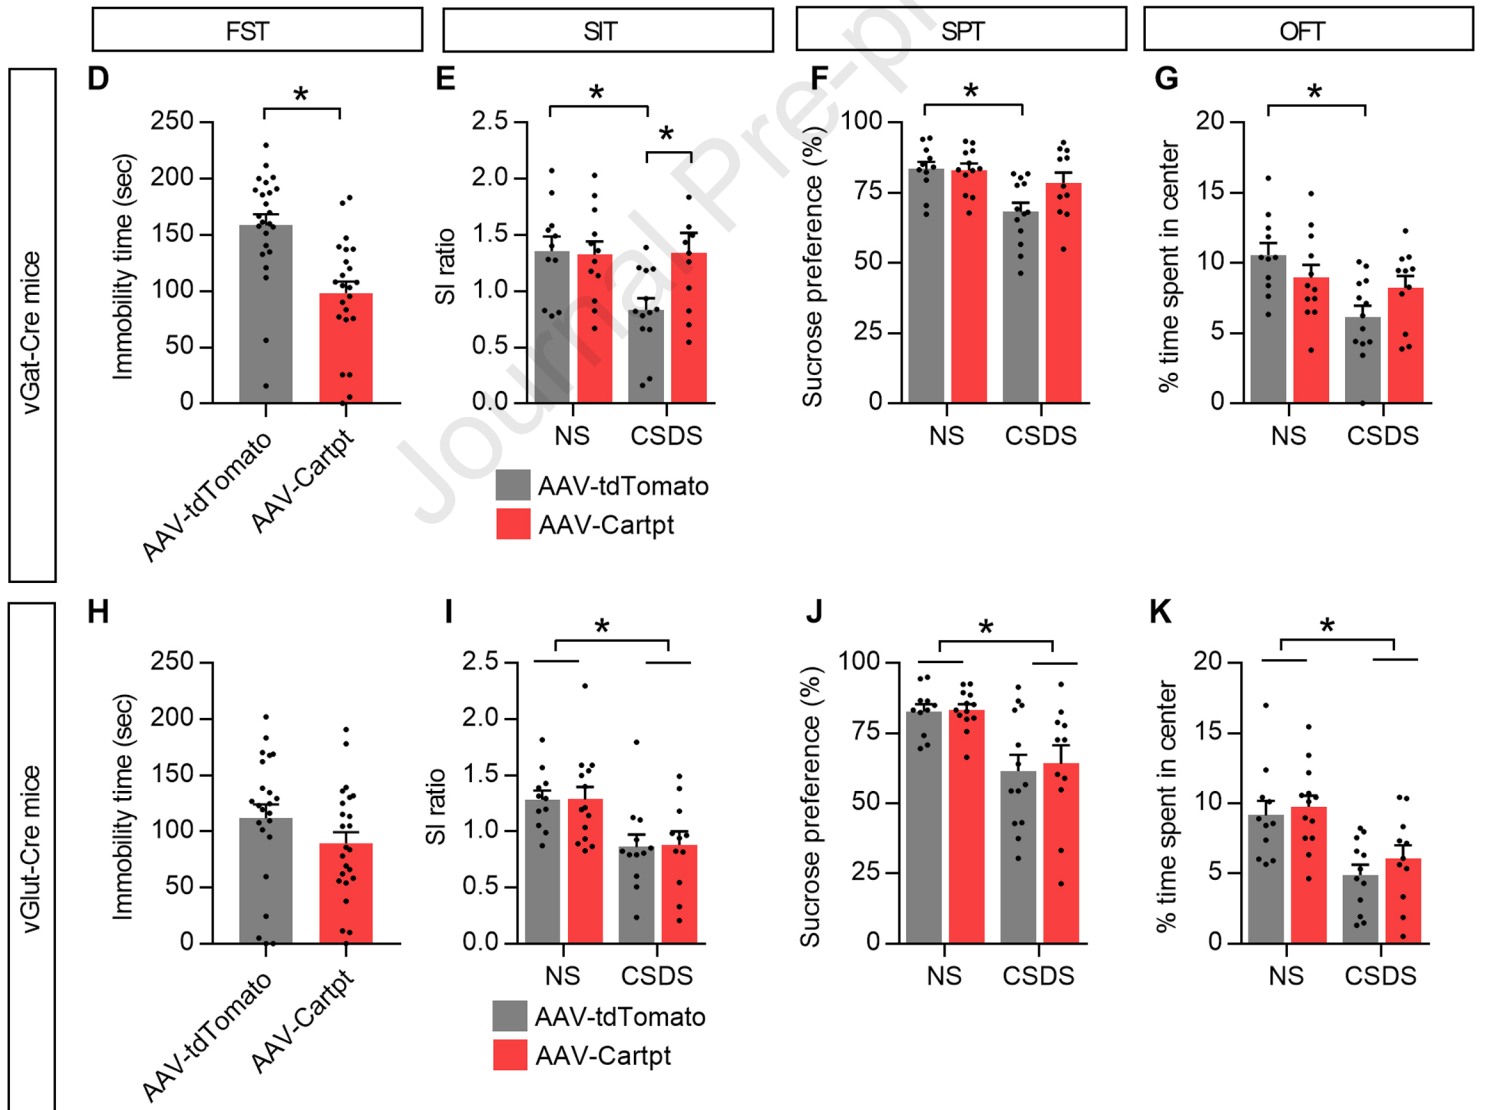 FST
SIT
SPT
OFT
vGat-Cre mice
D
*
Immobility time (sec)
250
200
150
100
50
0
AAV-tdTomato
AAV-Cartpt
E
*
*
SI ratio
2.5
2.0
1.5
1.0
0.5
0.0
NS
CSDS
AAV-tdTomato
AAV-Cartpt
F
*
Sucrose preference (%)
100
75
50
25
0
NS
CSDS
G
*
% time spent in center
20
15
10
5
0
NS
CSDS
Journal Pre-p
vGlut-Cre mice
H
Immobility time (sec)
250
200
150
100
50
0
AAV-tdTomato
AAV-Cartpt
I
*
SI ratio
2.5
2.0
1.5
1.0
0.5
0.0
NS
CSDS
AAV-tdTomato
AAV-Cartpt
J
*
Sucrose preference (%)
100
75
50
25
0
NS
CSDS
K
*
% time spent in center
20
15
10
5
0
NS
CSDS